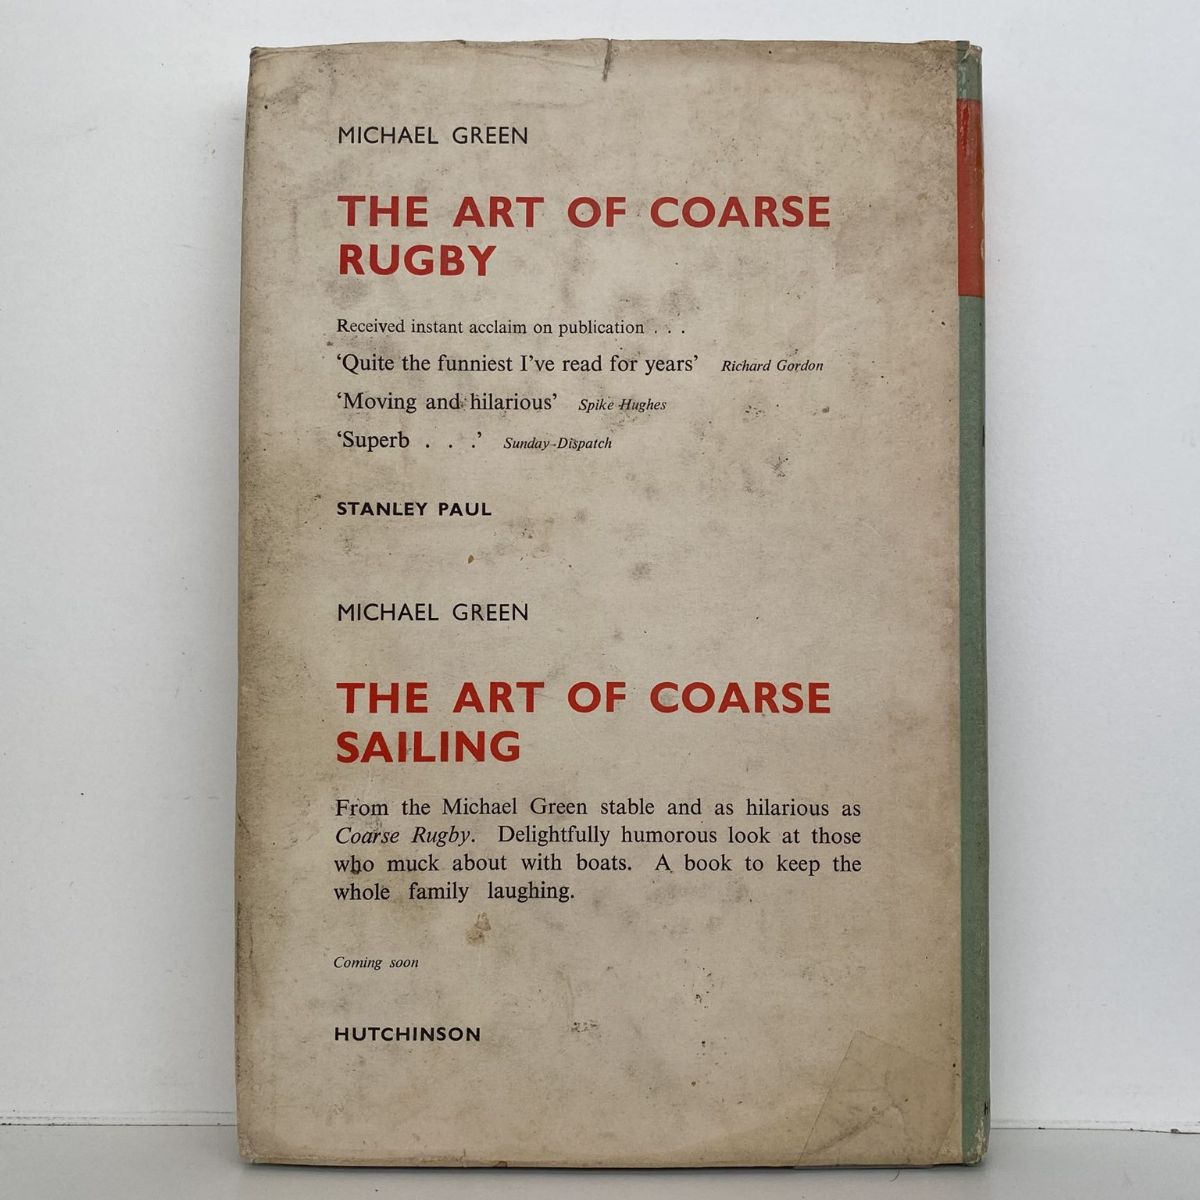 MICHAEL GREEN
THE ART OF COARSE
RUGBY
Received instant acclaim on publication . . .
‘Quite the funniest I’ve read for years’ Richard Gordon
‘Moving and hilarious’ Spike Hughes
‘Superb . . .’ Sunday Dispatch
STANLEY PAUL
MICHAEL GREEN
THE ART OF COARSE
SAILING
From the Michael Green stable and as hilarious as
Coarse Rugby. Delightfully humorous look at those
who muck about with boats. A book to keep the
whole family laughing.
Coming soon
HUTCHINSON